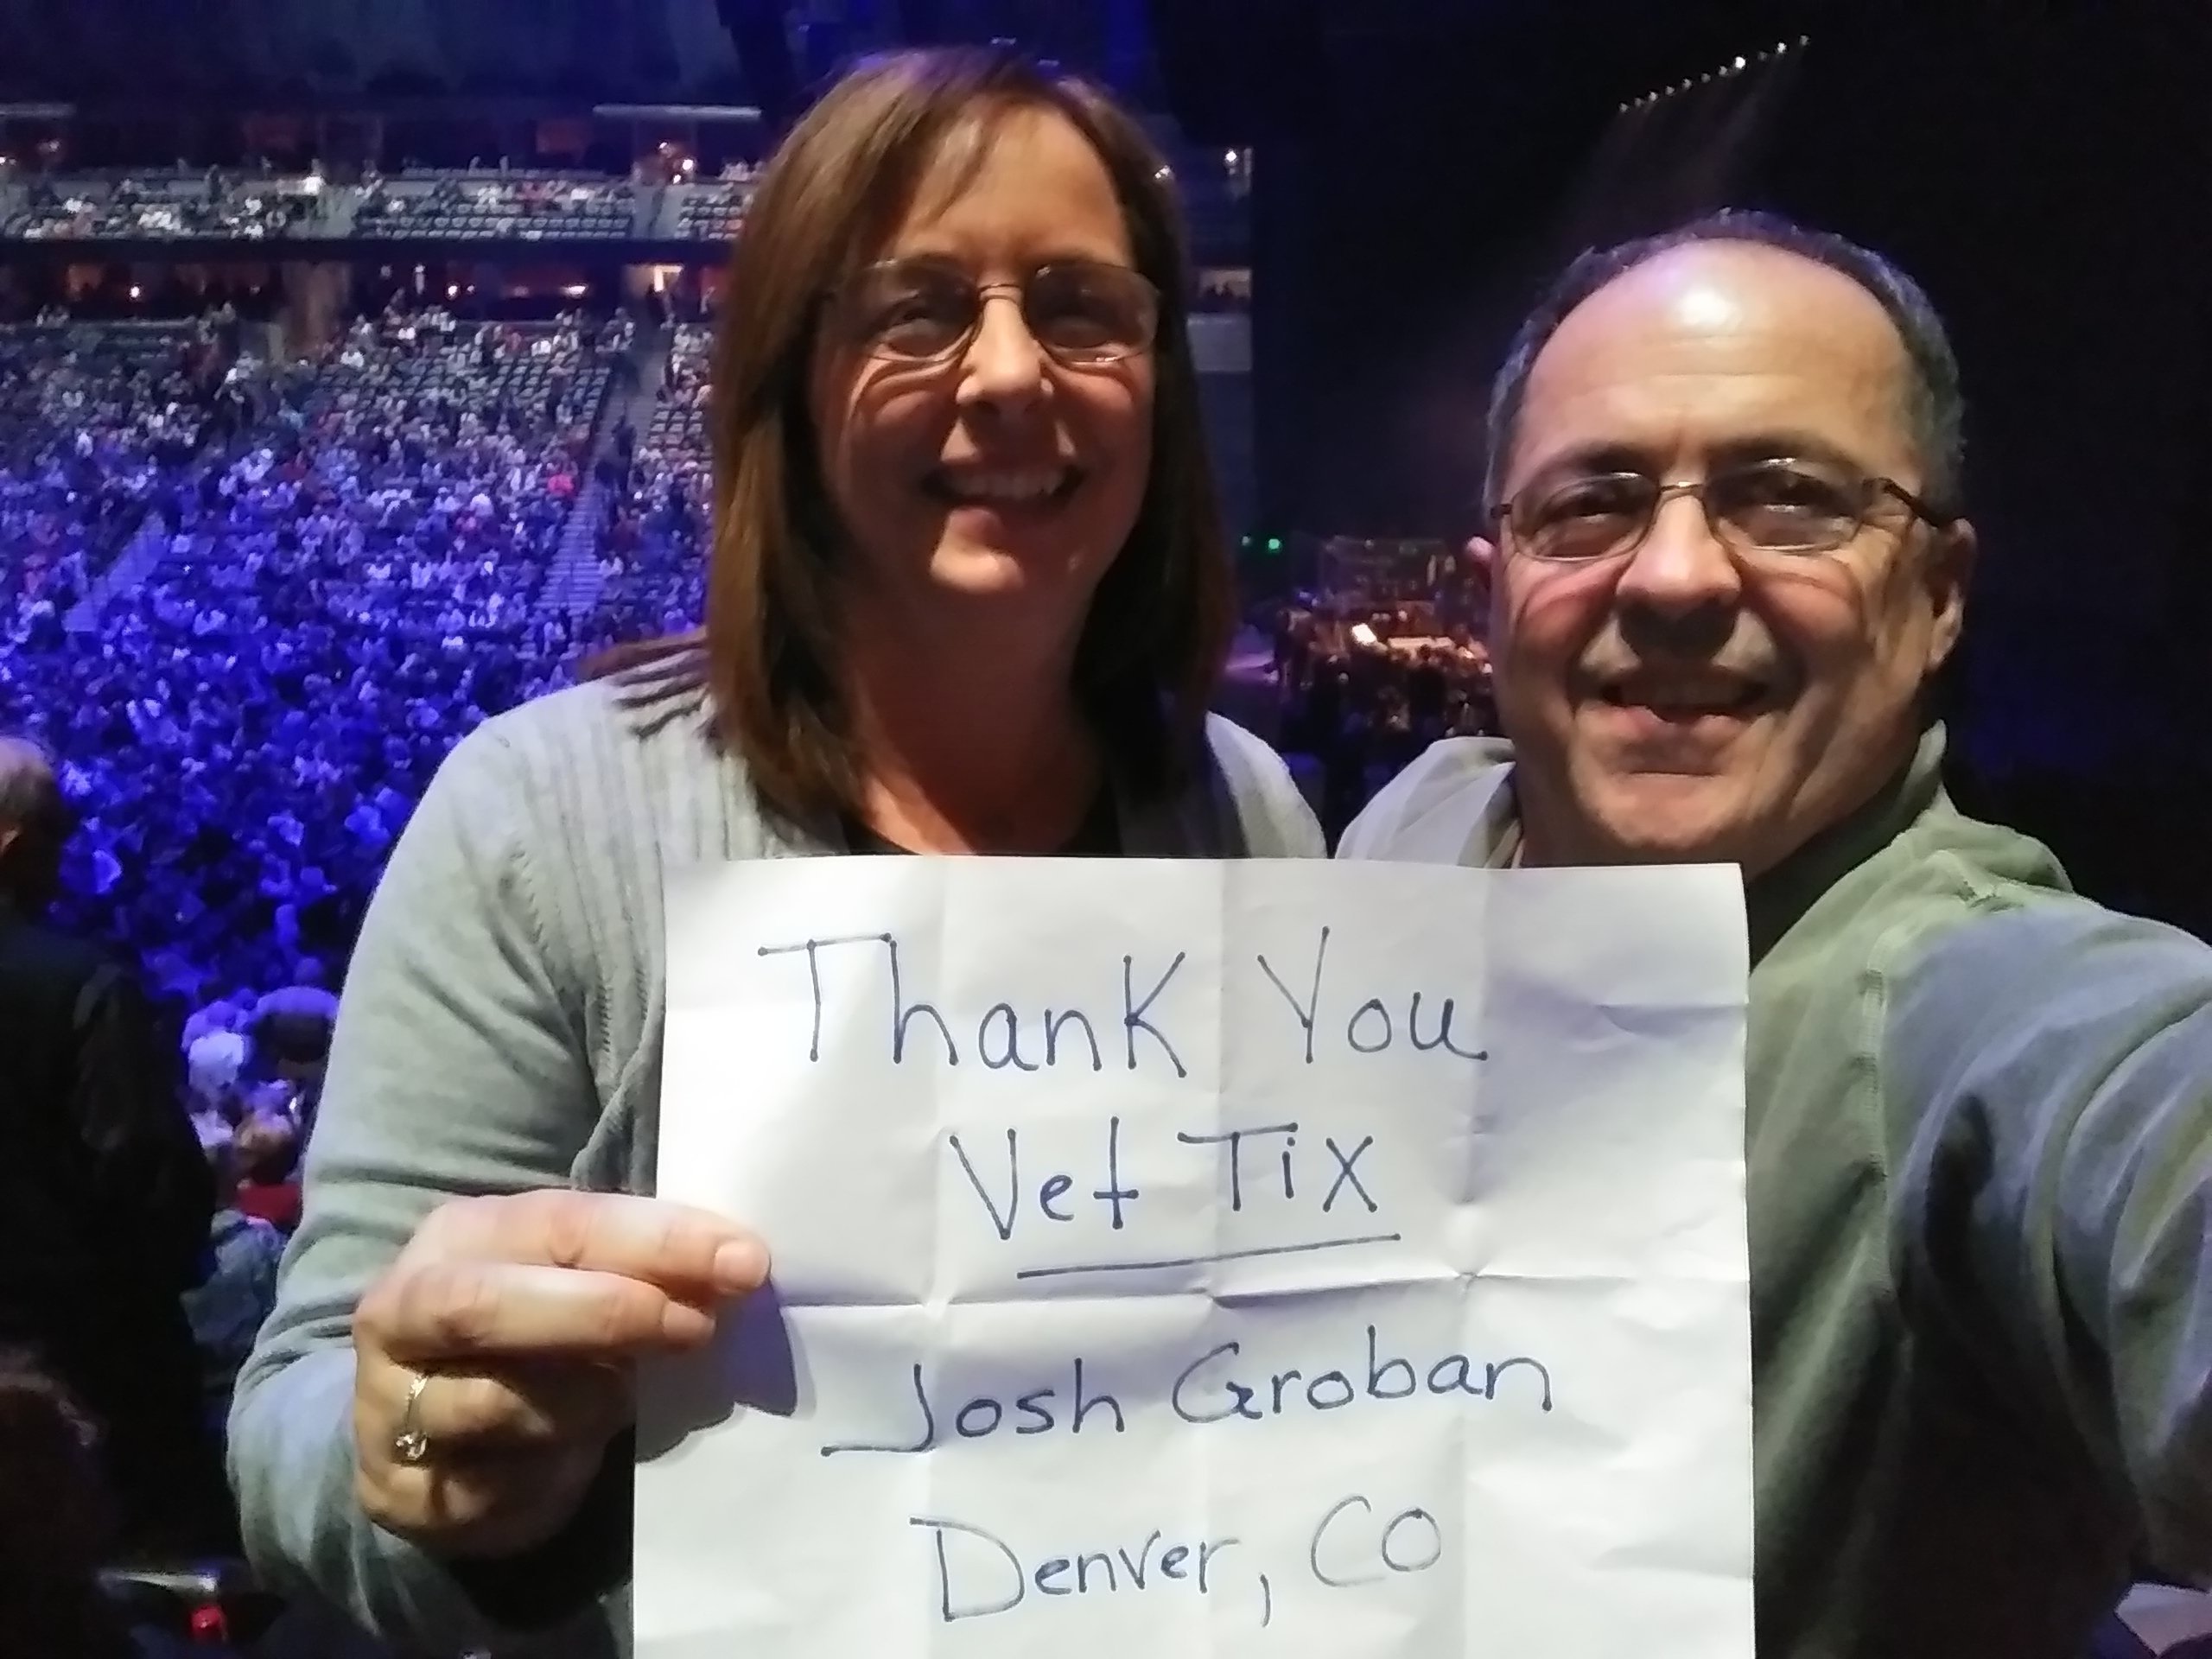 Thank You
Vet Tix
Josh Groban
Denver, CO